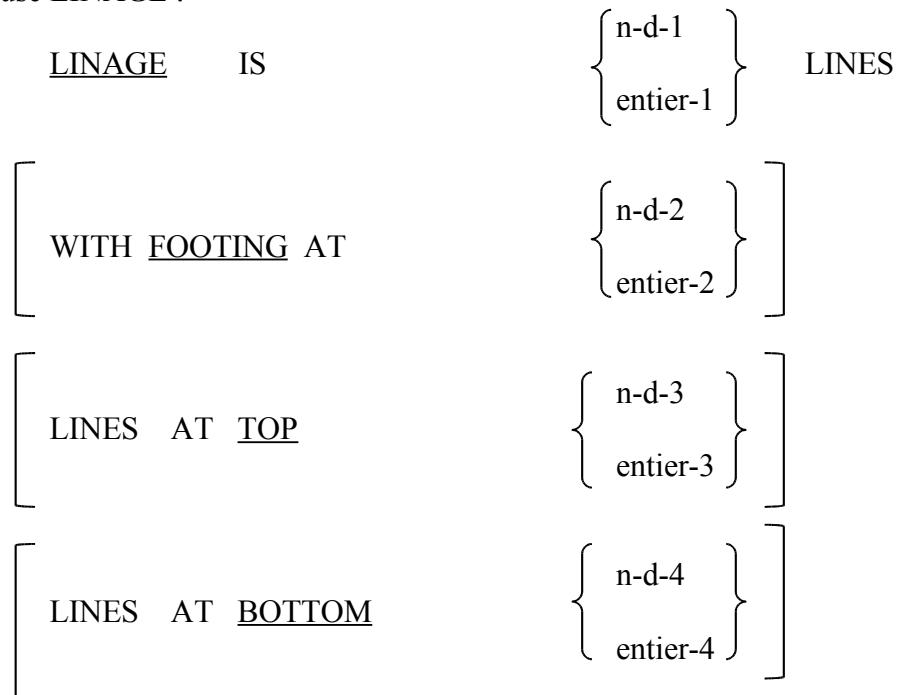 LINAGE IS n-d-1 LINES
entier-1
WITH FOOTING AT n-d-2
entier-2
LINES AT TOP n-d-3
entier-3
LINES AT BOTTOM n-d-4
entier-4